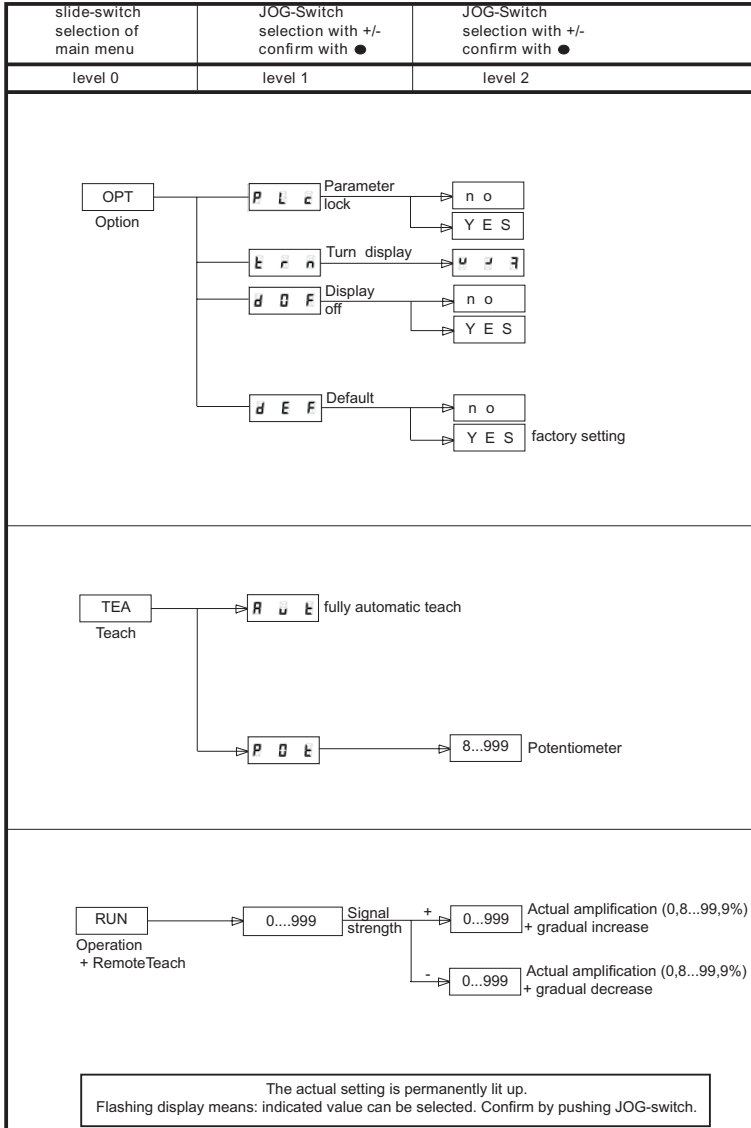 slide-switch
selection of
main menu
JOG-Switch
selection with +/-
confirm with ●
JOG-Switch
selection with +/-
confirm with ●
level 0
level 1
level 2
OPT
Option
P L c
Parameter
lock
n o
Y E S
t r n
Turn display
d O F
Display
off
n o
Y E S
d E F
Default
n o
Y E S
factory setting
TEA
Teach
A u t
fully automatic teach
P O t
8...999
Potentiometer
RUN
Operation
+ RemoteTeach
0....999
Signal
strength
+
0...999
Actual amplification (0,8...99,9%)
+ gradual increase
-
0...999
Actual amplification (0,8...99,9%)
+ gradual decrease
The actual setting is permanently lit up.
Flashing display means: indicated value can be selected. Confirm by pushing JOG-switch.